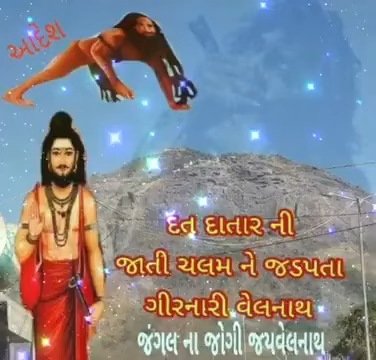 આદેશ
દત દાતાર ની
જાતી ચલમ ને જડપતા
ગીરનારી વેલનાથ
જંગલ ના જોગી જયવેલનાથ